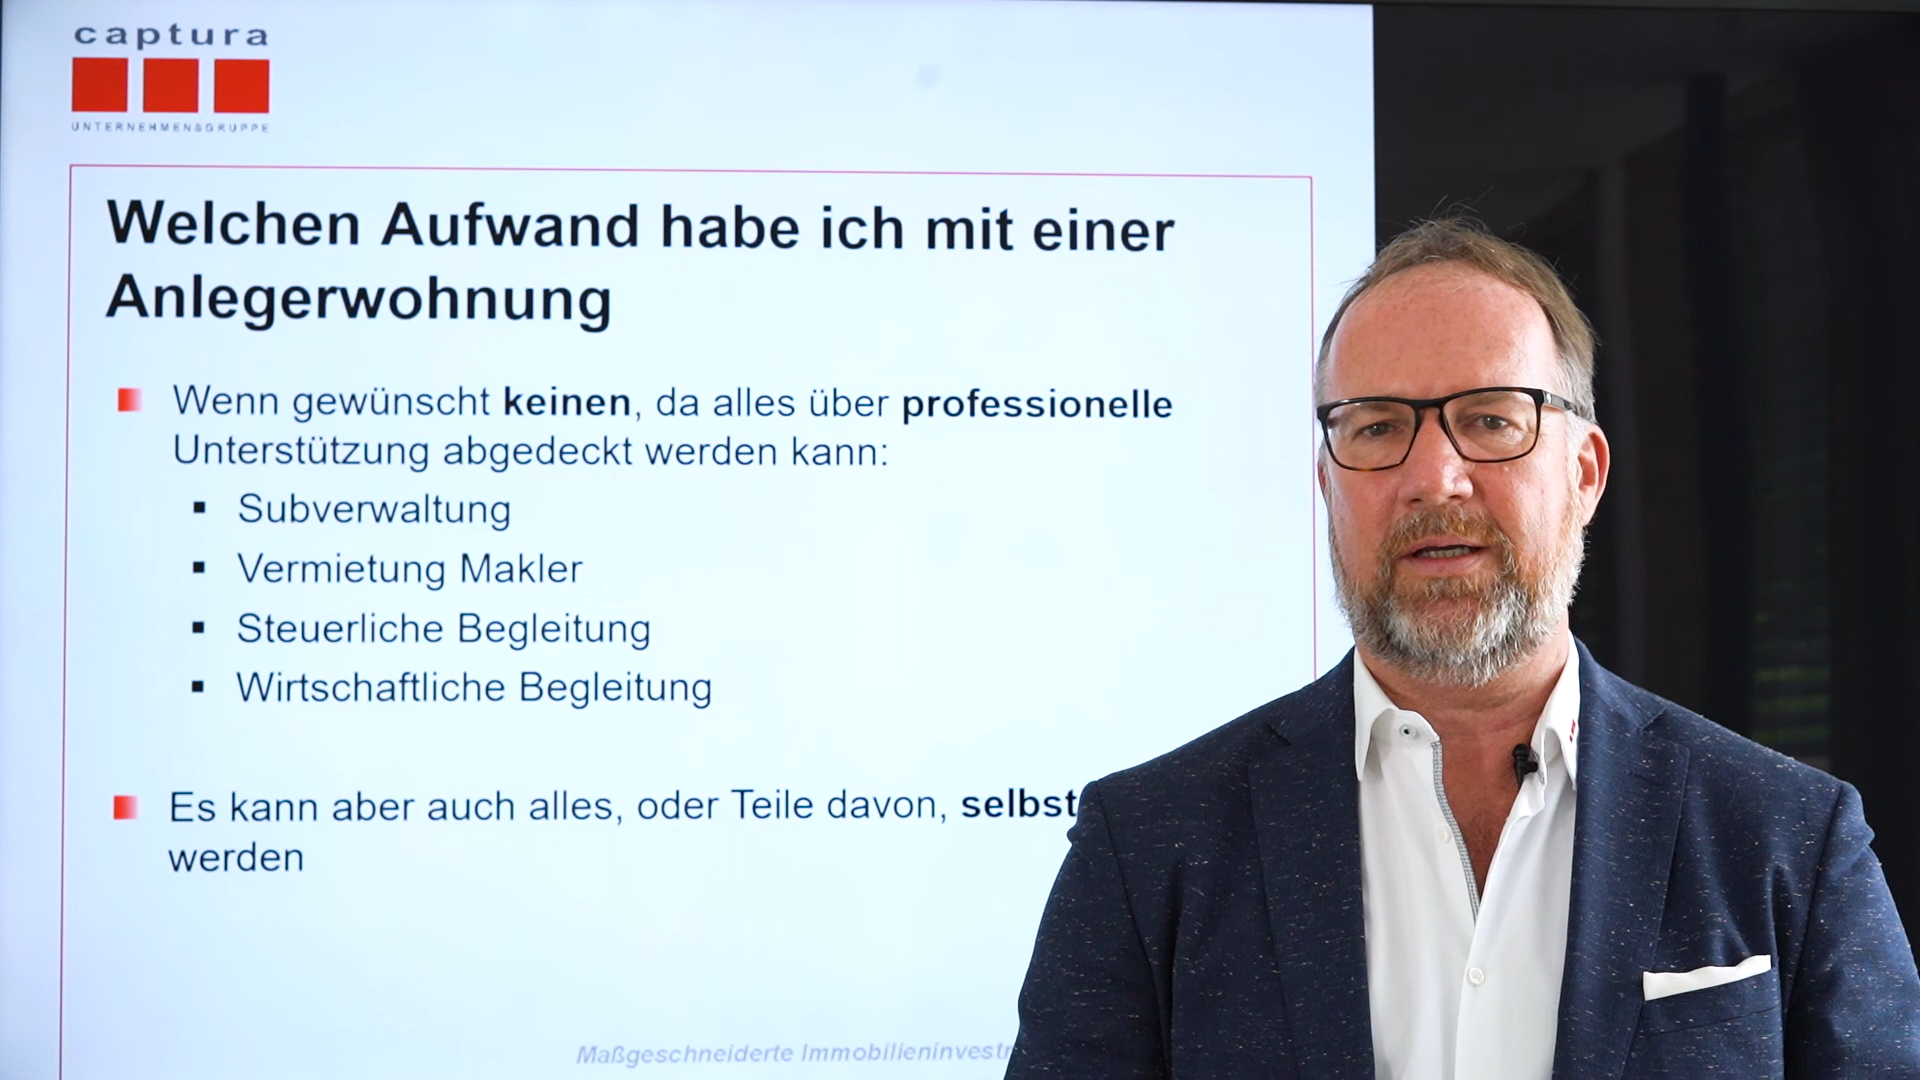 captura
UNTERNEHMENSGRUPPE
Welchen Aufwand habe ich mit einer
Anlegerwohnung
Wenn gewünscht keinen, da alles über professionelle
Unterstützung abgedeckt werden kann:
Subverwaltung
Vermietung Makler
Steuerliche Begleitung
Wirtschaftliche Begleitung
Es kann aber auch alles, oder Teile davon, selbst
werden
Maßgeschneiderte